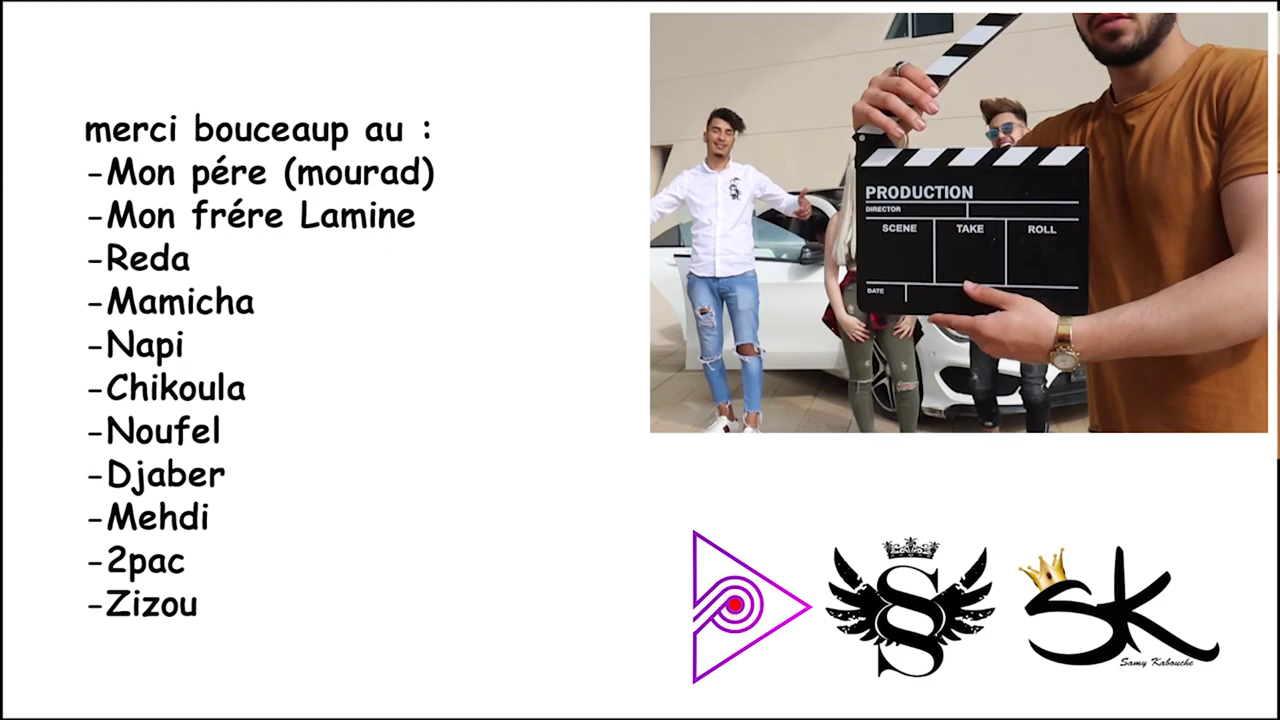 merci bouceaup au :
-Mon pére (mourad)
-Mon frére Lamine
-Reda
-Mamicha
-Napi
-Chikoula
-Noufel
-Djaber
-Mehdi
-2pac
-Zizou
PRODUCTION
DIRECTOR
SCENE TAKE ROLL
DATE
SK
Samy Kabouche